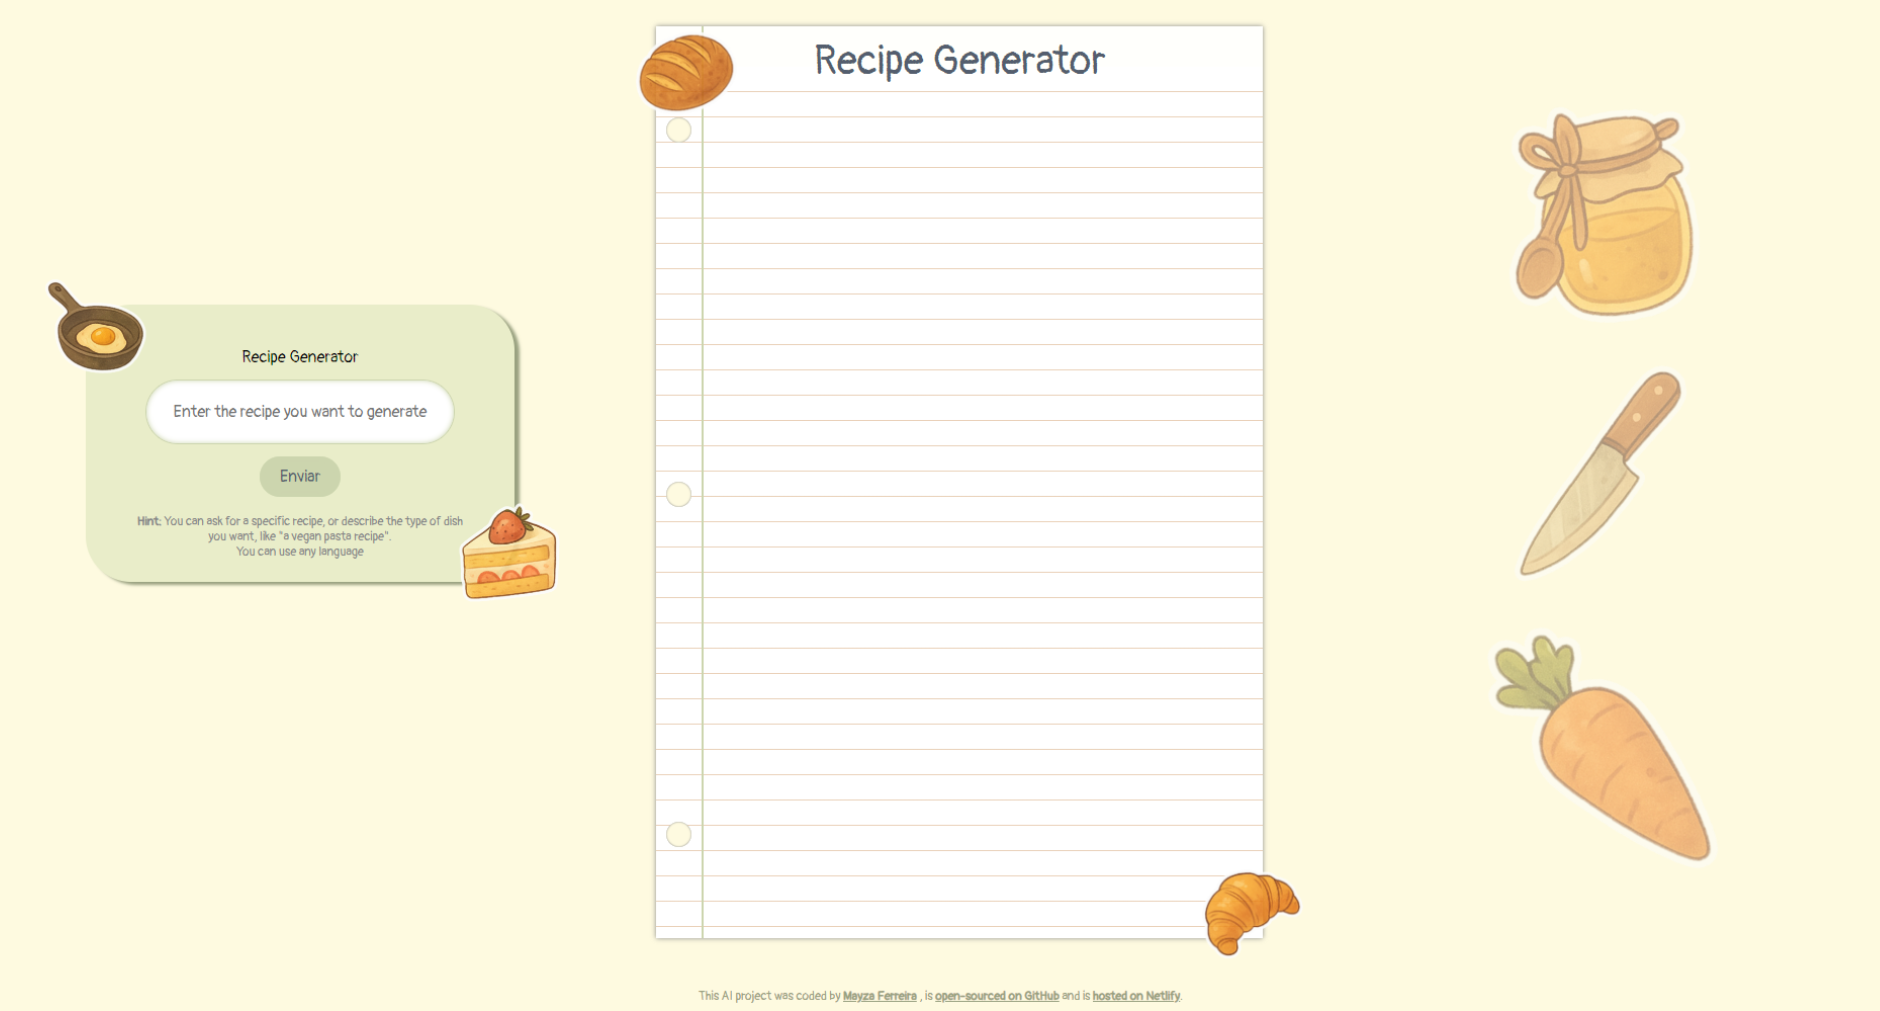 Recipe Generator
Recipe Generator
Enter the recipe you want to generate
Enviar
Hint: You can ask for a specific recipe, or describe the type of dish
you want, like "a vegan pasta recipe".
You can use any language
This AI project was coded by Mayza Ferreira , is open-sourced on GitHub and is hosted on Netlify.